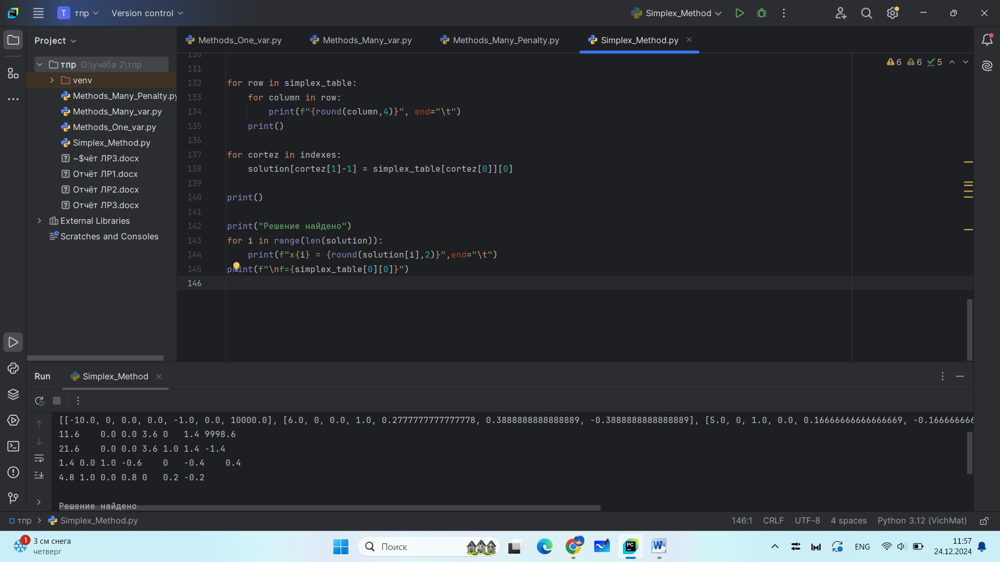 T тпр Version control Simplex_Method
Project
тпр D:\учёба 2\тпр
venv
Methods_Many_Penalty.py
Methods_Many_var.py
Methods_One_var.py
Simplex_Method.py
~$чёт ЛР3.docx
Отчёт ЛР1.docx
Отчёт ЛР2.docx
Отчёт ЛР3.docx
External Libraries
Scratches and Consoles
Methods_One_var.py Methods_Many_var.py Methods_Many_Penalty.py Simplex_Method.py
6 6 5
130
131
132 for row in simplex_table:
133 for column in row:
134 print(f"{round(column,4)}", end="\t")
135 print()
136
137 for cortez in indexes:
138 solution[cortez[1]-1] = simplex_table[cortez[0]][0]
139
140 print()
141
142 print("Решение найдено")
143 for i in range(len(solution)):
144 print(f"x{i} = {round(solution[i],2)}",end="\t")
145 print(f"\nf={simplex_table[0][0]}")
146
Run Simplex_Method
[[-10.0, 0, 0.0, 0.0, -1.0, 0.0, 10000.0], [6.0, 0, 0.0, 1.0, 0.2777777777777778, 0.3888888888888889, -0.3888888888888889], [5.0, 0, 1.0, 0.0, 0.16666666666666669, -0.166666666
11.6 0.0 0.0 3.6 0 1.4 9998.6
21.6 0.0 0.0 3.6 1.0 1.4 -1.4
1.4 0.0 1.0 -0.6 0 -0.4 0.4
4.8 1.0 0.0 0.8 0 0.2 -0.2
Решение найдено
тпр Simplex_Method.py 146:1 CRLF UTF-8 4 spaces Python 3.12 (VichMat)
1 3 см снега
четверг
Поиск
ENG
11:57
24.12.2024